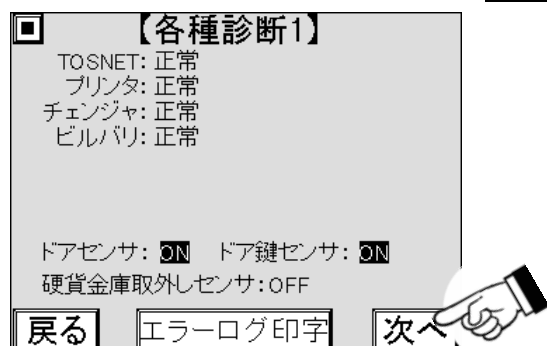 【各種診断1】
TOSNET: 正常
プリンタ: 正常
チェンジャ: 正常
ビルバリ: 正常
ドアセンサ: ON ドア鍵センサ: ON
硬貨金庫取外しセンサ:OFF
戻る エラーログ印字 次へ